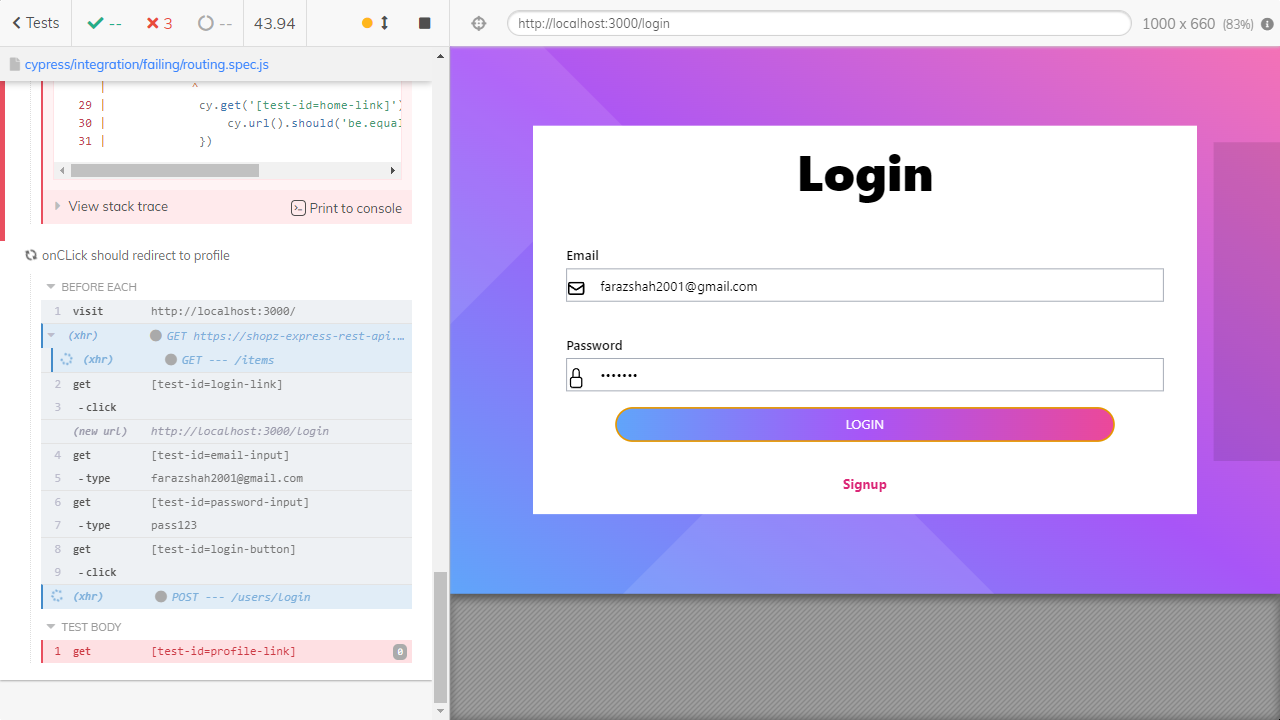 Tests
--
3
--
43.94
http://localhost:3000/login
1000 x 660 (83%)
cypress/integration/failing/routing.spec.js
| ^
29 | cy.get('[test-id=home-link]')
30 | cy.url().should('be.equal
31 | })
View stack trace
Print to console
onCLick should redirect to profile
BEFORE EACH
1 visit http://localhost:3000/
(xhr) GET https://shopz-express-rest-api.…
(xhr) GET --- /items
2 get [test-id=login-link]
3 -click
(new url) http://localhost:3000/login
4 get [test-id=email-input]
5 -type farazshah2001@gmail.com
6 get [test-id=password-input]
7 -type pass123
8 get [test-id=login-button]
9 -click
(xhr) POST --- /users/login
TEST BODY
1 get [test-id=profile-link] 0
Login
Email
farazshah2001@gmail.com
Password
•••••••
LOGIN
Signup